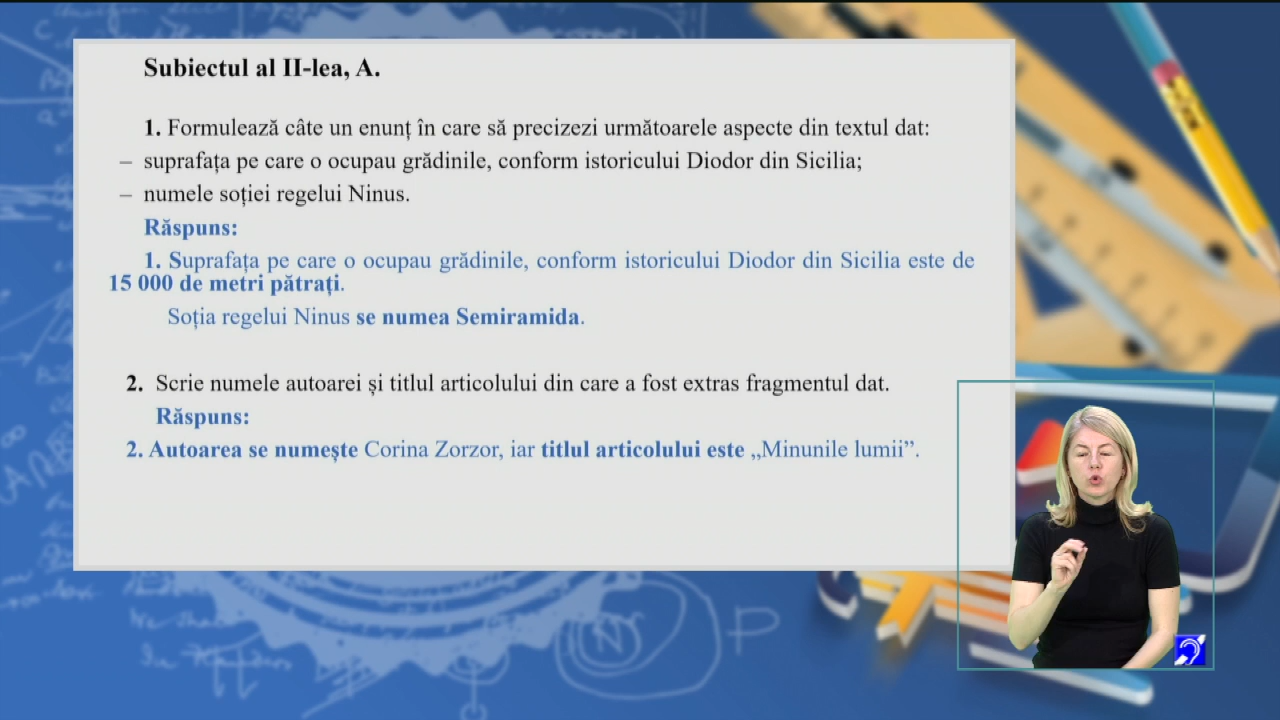 Subiectul al II-lea, A.
1. Formulează câte un enunț în care să precizezi următoarele aspecte din textul dat:
– suprafața pe care o ocupau grădinile, conform istoricului Diodor din Sicilia;
– numele soției regelui Ninus.
Răspuns:
1. Suprafața pe care o ocupau grădinile, conform istoricului Diodor din Sicilia este de
15 000 de metri pătrați.
Soția regelui Ninus se numea Semiramida.
2. Scrie numele autoarei și titlul articolului din care a fost extras fragmentul dat.
Răspuns:
2. Autoarea se numește Corina Zorzor, iar titlul articolului este „Minunile lumii”.
P
N